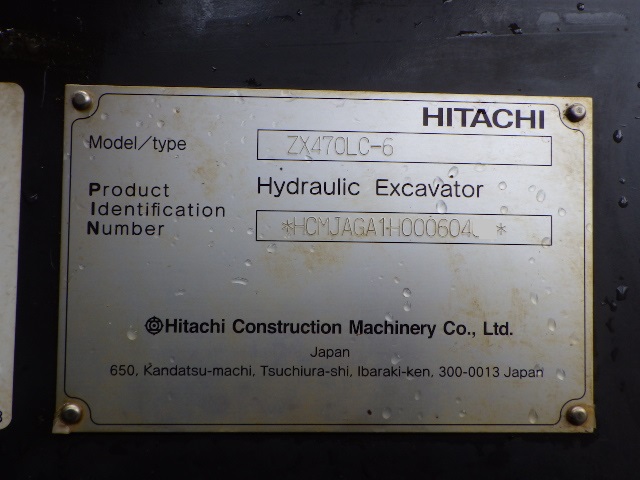 HITACHI
Model/type ZX470LC-6
Product Hydraulic Excavator
Identification
Number
Hitachi Construction Machinery Co., Ltd.
Japan
650, Kandatsu-machi, Tsuchiura-shi, Ibaraki-ken, 300-0013 Japan